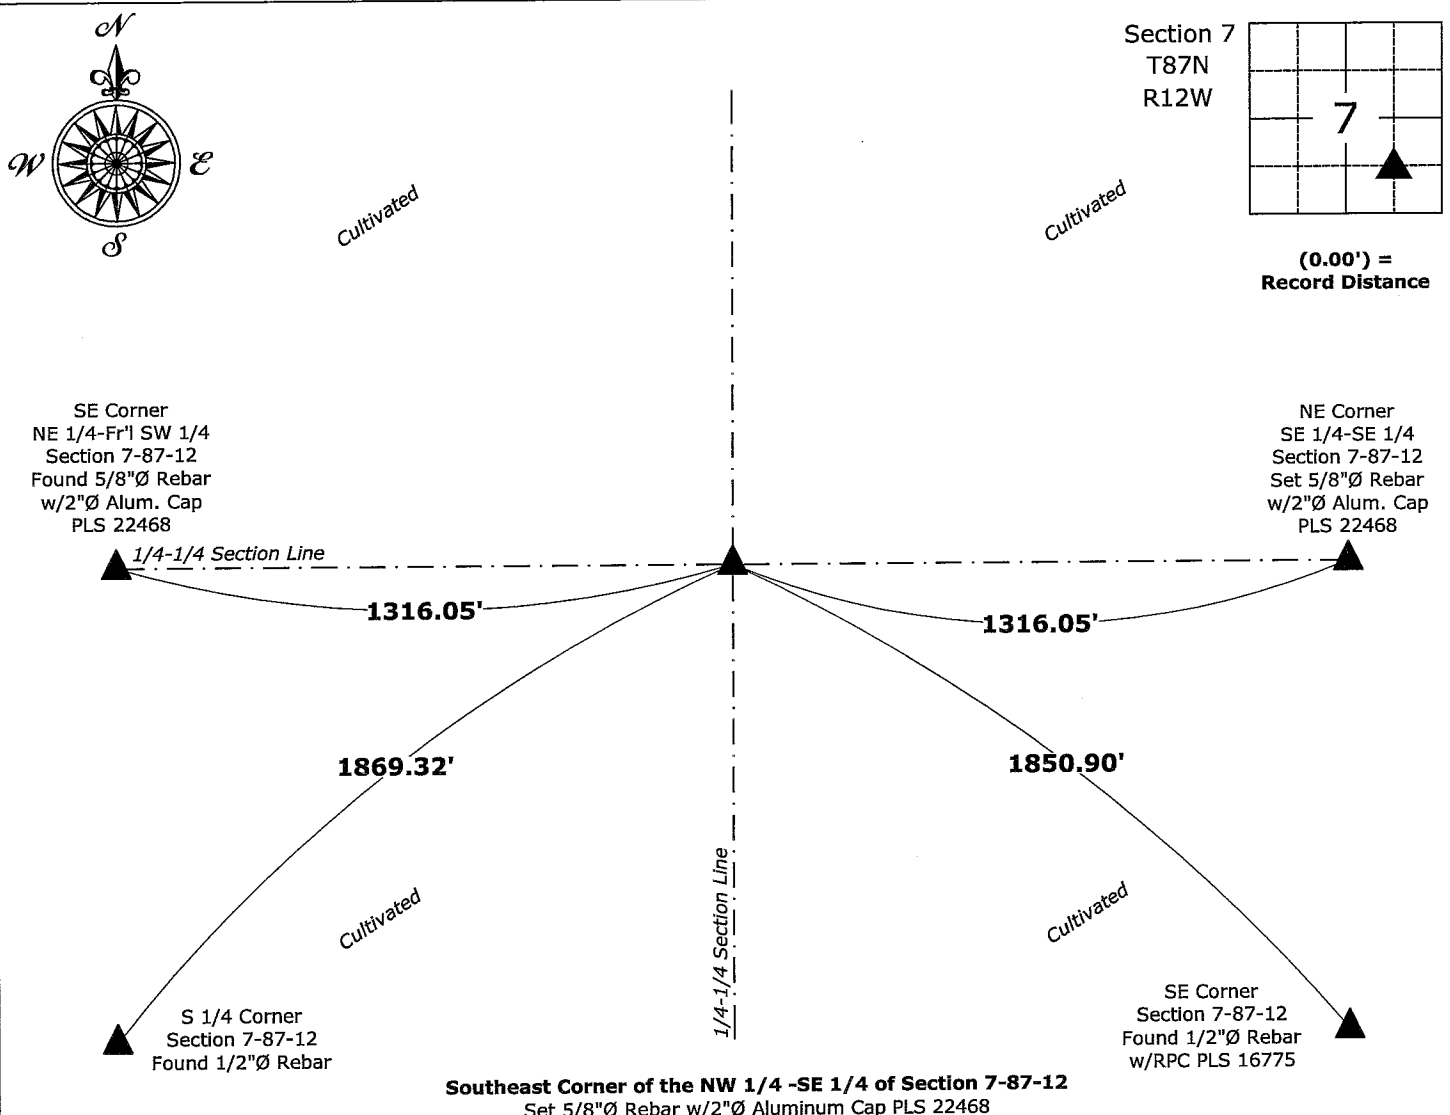 N
W
E
S
Section 7
T87N
R12W
7
(0.00') =
Record Distance
Cultivated
Cultivated
SE Corner
NE 1/4-Fr'l SW 1/4
Section 7-87-12
Found 5/8"Ø Rebar
w/2"Ø Alum. Cap
PLS 22468
NE Corner
SE 1/4-SE 1/4
Section 7-87-12
Set 5/8"Ø Rebar
w/2"Ø Alum. Cap
PLS 22468
1/4-1/4 Section Line
1316.05'
1316.05'
1869.32'
1850.90'
1/4-1/4 Section Line
Cultivated
Cultivated
S 1/4 Corner
Section 7-87-12
Found 1/2"Ø Rebar
SE Corner
Section 7-87-12
Found 1/2"Ø Rebar
w/RPC PLS 16775
Southeast Corner of the NW 1/4 -SE 1/4 of Section 7-87-12
Set 5/8"Ø Rebar w/2"Ø Aluminum Cap PLS 22468